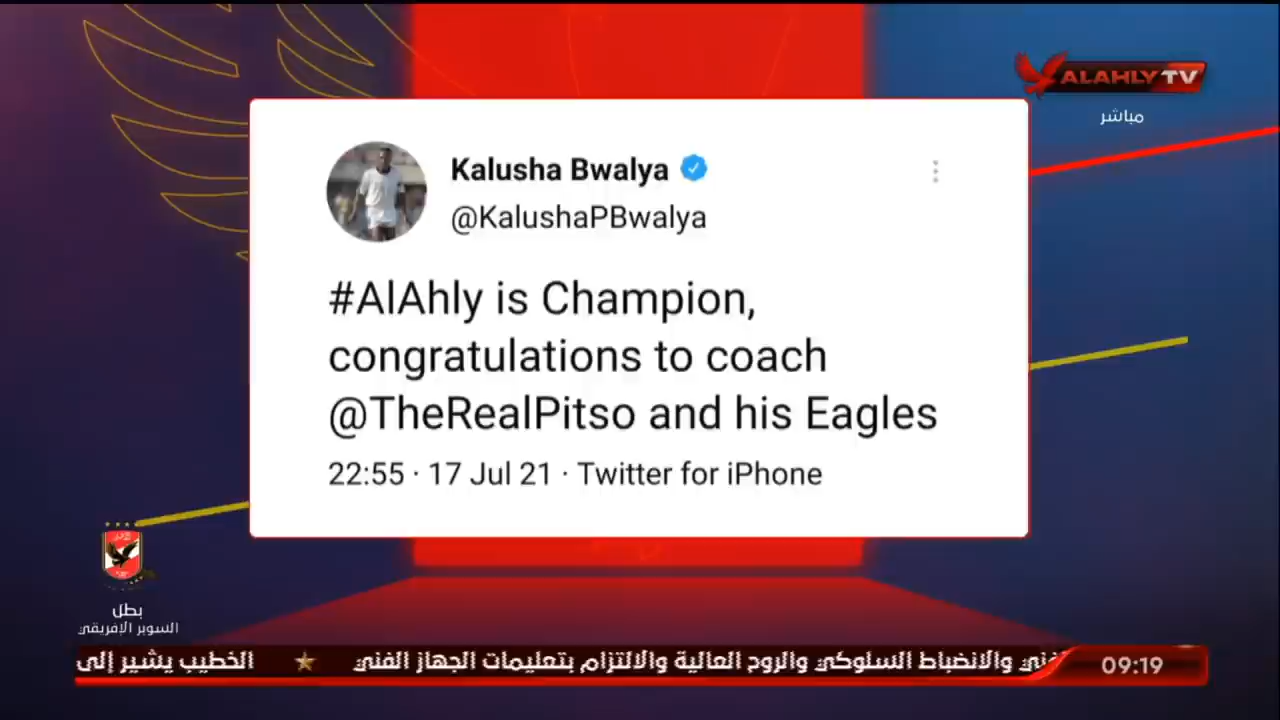 ALAHLY TV
مباشر
Kalusha Bwalya
@KalushaPBwalya
#AlAhly is Champion,
congratulations to coach
@TheRealPitso and his Eagles
22:55 · 17 Jul 21 · Twitter for iPhone
بطل
السوبر الإفريقي
والانضباط السلوكي والروح العالية والالتزام بتعليمات الجهاز الفني ★ الخطيب يشير إلى
09:19